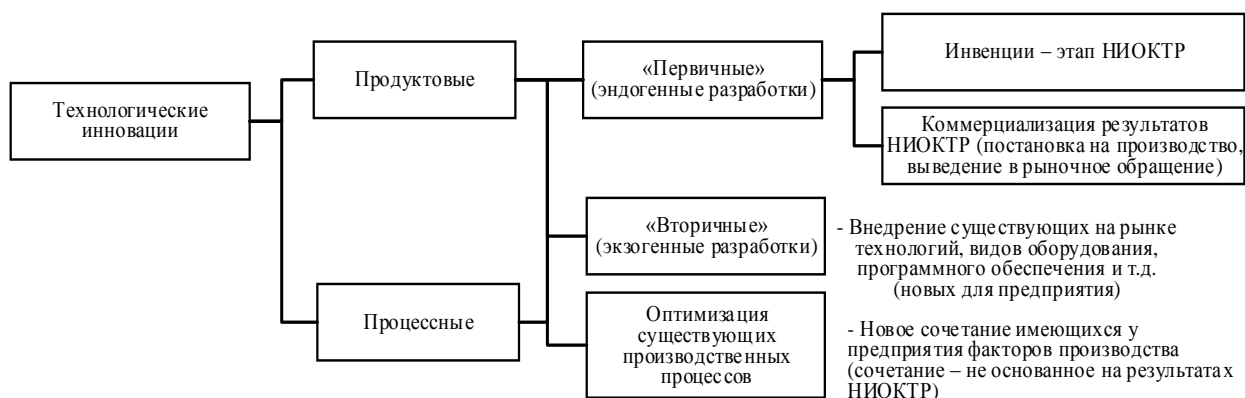 Технологические
инновации
Продуктовые
Процессные
«Первичные»
(эндогенные разработки)
«Вторичные»
(экзогенные разработки)
Оптимизация
существующих
производственных
процессов
Инвенции – этап НИОКТР
Коммерциализация результатов
НИОКТР (постановка на производство,
выведение в рыночное обращение)
- Внедрение существующих на рынке
технологий, видов оборудования,
программного обеспечения и т.д.
(новых для предприятия)
- Новое сочетание имеющихся у
предприятия факторов производства
(сочетание – не основанное на результатах
НИОКТР)